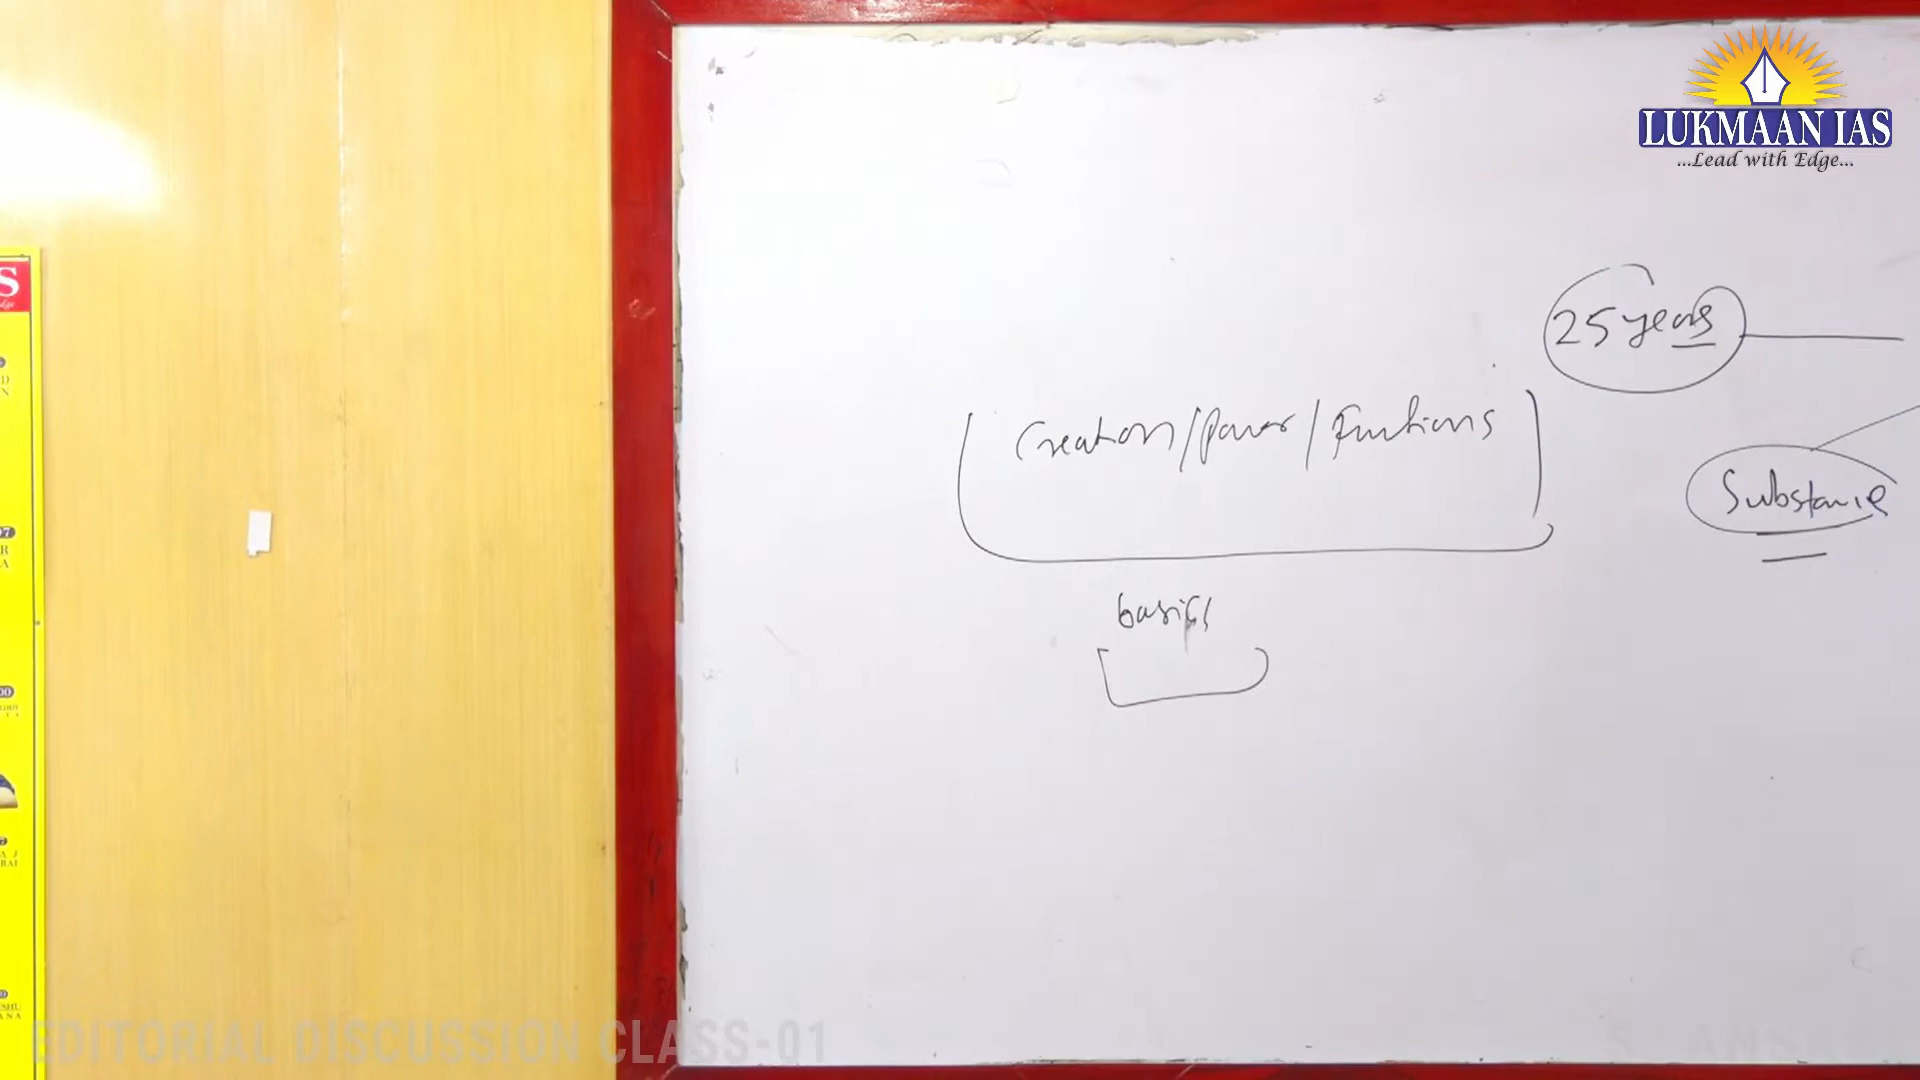 LUKMAAN IAS
...Lead with Edge...
25 years
Creation/Power/Functions
Substance
basics
EDITORIAL DISCUSSION CLASS-01